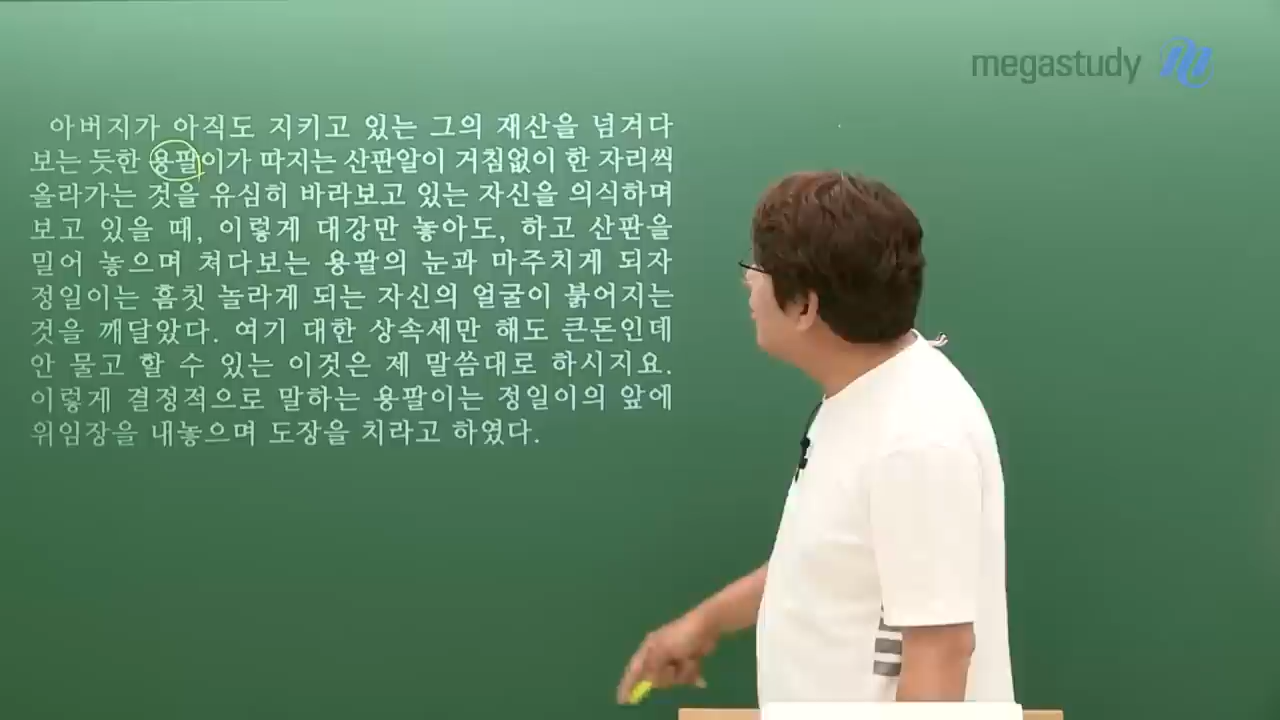 megastudy
아버지가 아직도 지키고 있는 그의 재산을 넘겨다
보는 듯한 용팔이가 따지는 산판알이 거침없이 한 자리씩
올라가는 것을 유심히 바라보고 있는 자신을 의식하며
보고 있을 때, 이렇게 대강만 놓아도, 하고 산판을
밀어 놓으며 쳐다보는 용팔의 눈과 마주치게 되자
정일이는 흠칫 놀라게 되는 자신의 얼굴이 붉어지는
것을 깨달았다. 여기 대한 상속세만 해도 큰돈인데
안 물고 할 수 있는 이것은 제 말씀대로 하시지요.
이렇게 결정적으로 말하는 용팔이는 정일이의 앞에
위임장을 내놓으며 도장을 치라고 하였다.